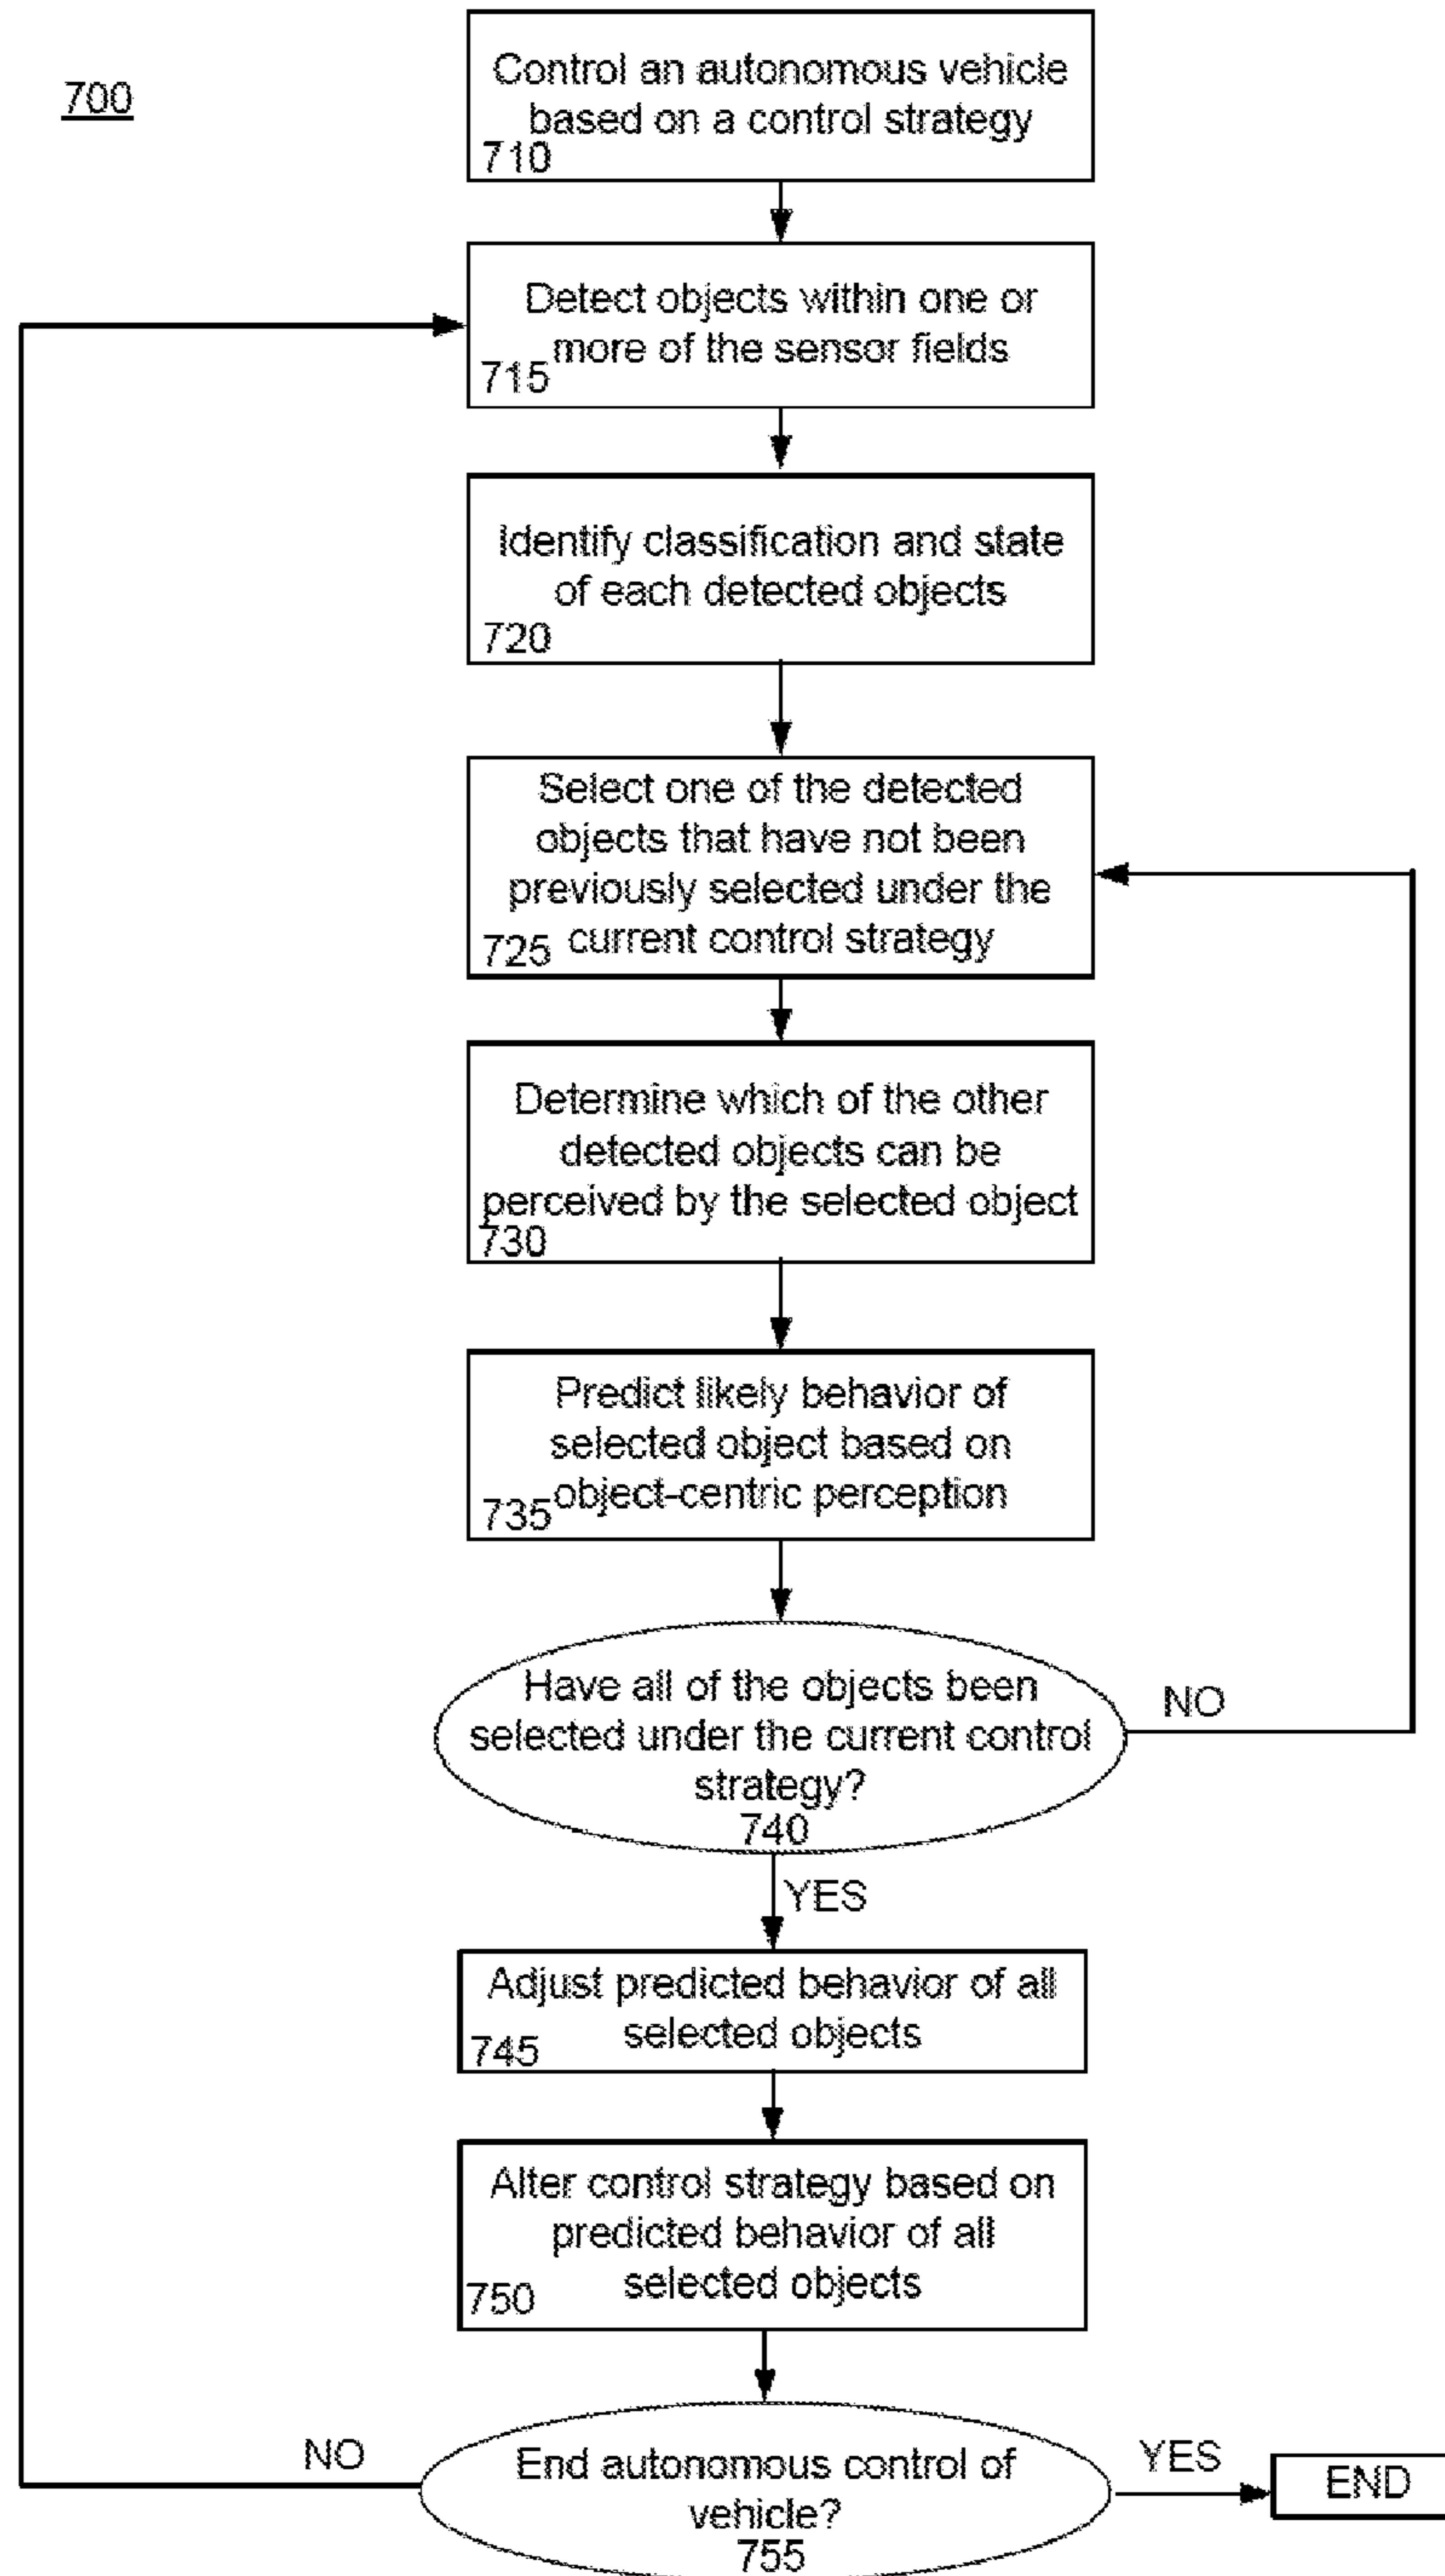 700
Control an autonomous vehicle
based on a control strategy
710
Detect objects within one or
more of the sensor fields
715
Identify classification and state
of each detected objects
720
Select one of the detected
objects that have not been
previously selected under the
current control strategy
725
Determine which of the other
detected objects can be
perceived by the selected object
730
Predict likely behavior of
selected object based on
object-centric perception
735
Have all of the objects been
selected under the current control
strategy?
740
NO
YES
Adjust predicted behavior of all
selected objects
745
Alter control strategy based on
predicted behavior of all
selected objects
750
NO
End autonomous control of
vehicle?
755
YES
END